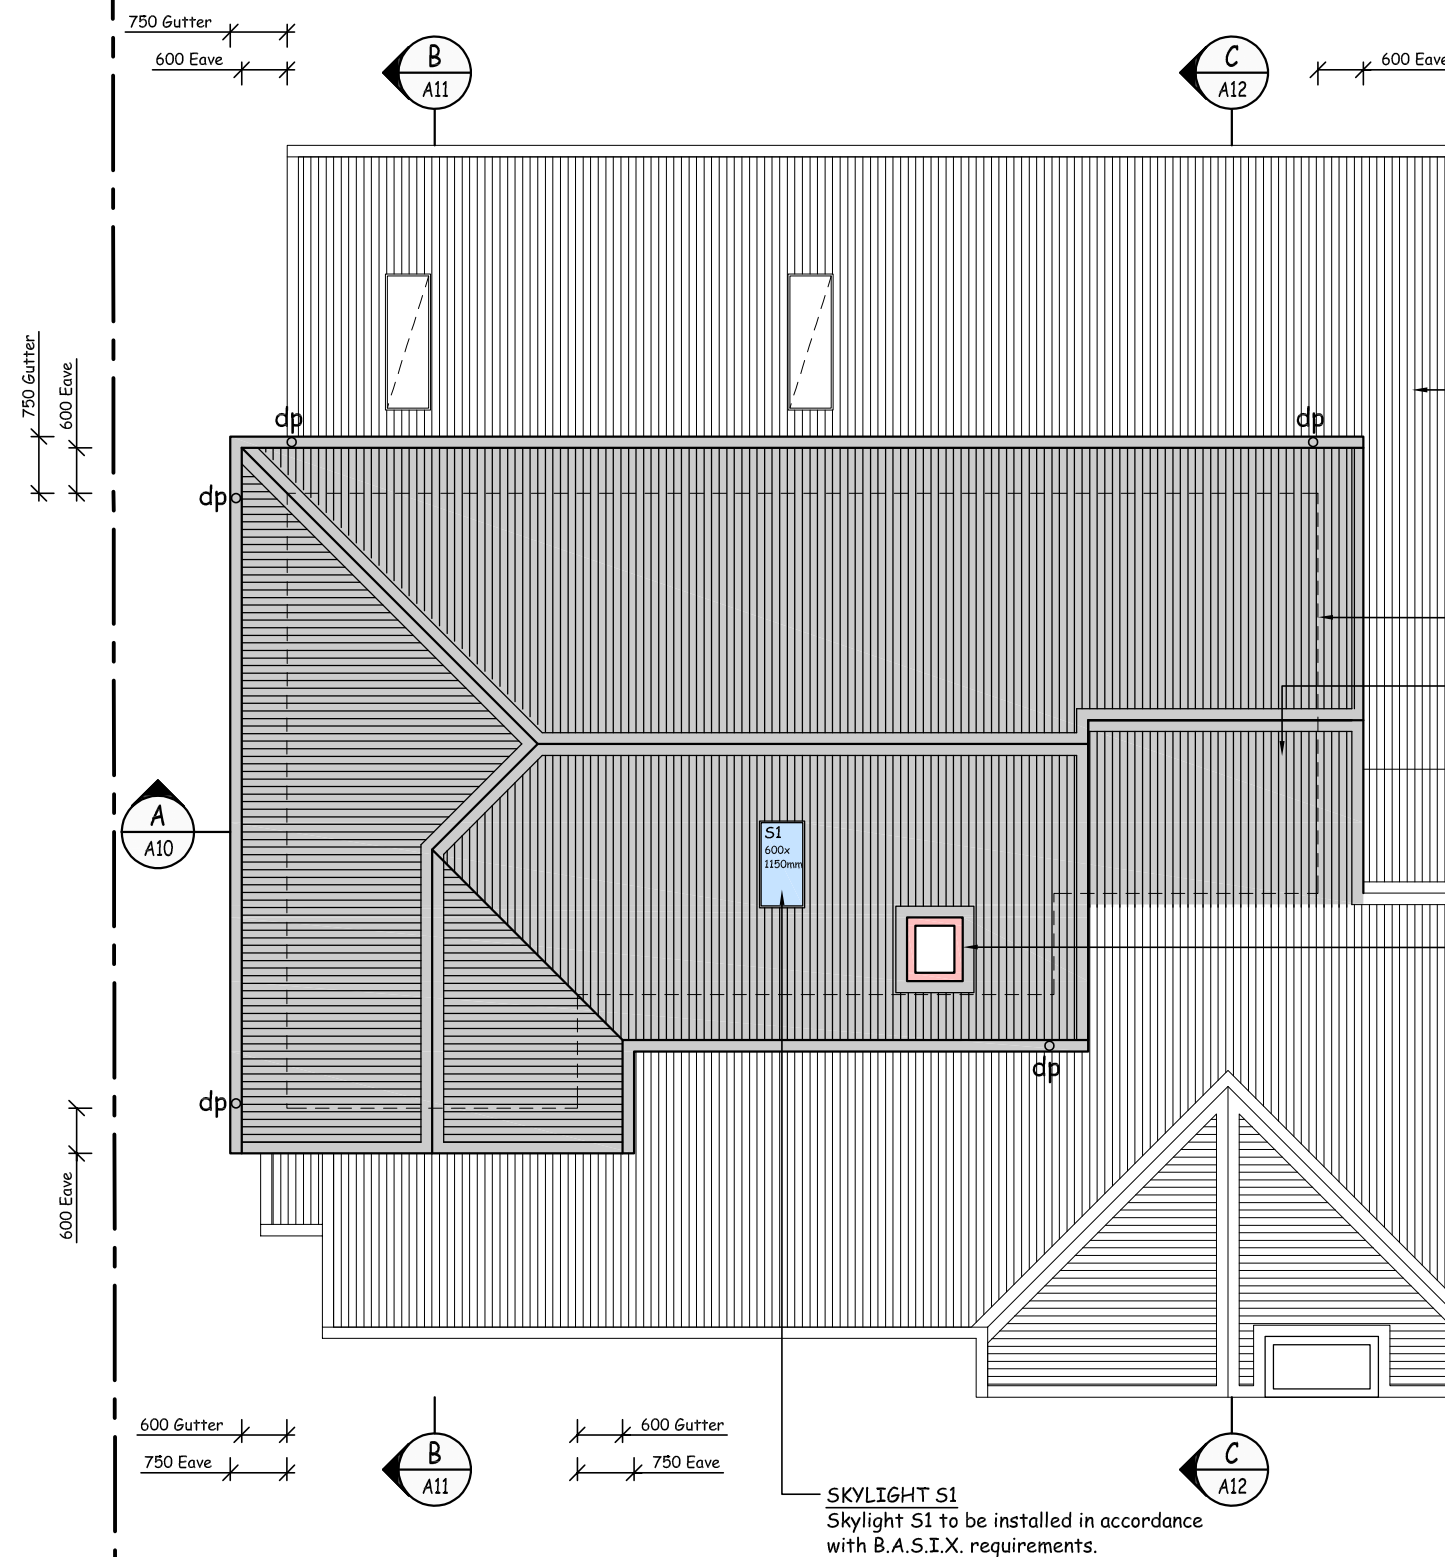 750 Gutter
600 Eave
B
A11
C
A12
600 Eave
750 Gutter
600 Eave
dp
dp
dp
S1
600x
1150mm
A
A10
dp
dp
600 Eave
600 Gutter
750 Eave
B
A11
600 Gutter
750 Eave
C
A12
SKYLIGHT S1
Skylight S1 to be installed in accordance
with B.A.S.I.X. requirements.